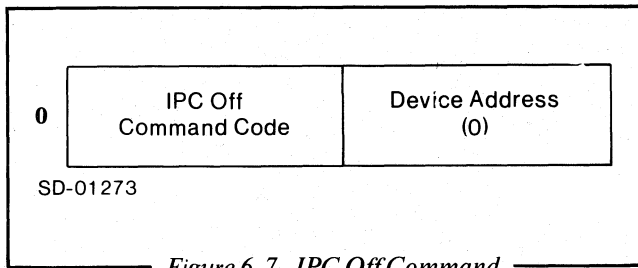 0
IPC Off
Command Code
Device Address
(0)
SD-01273
Figure 6-7. IPC Off Command